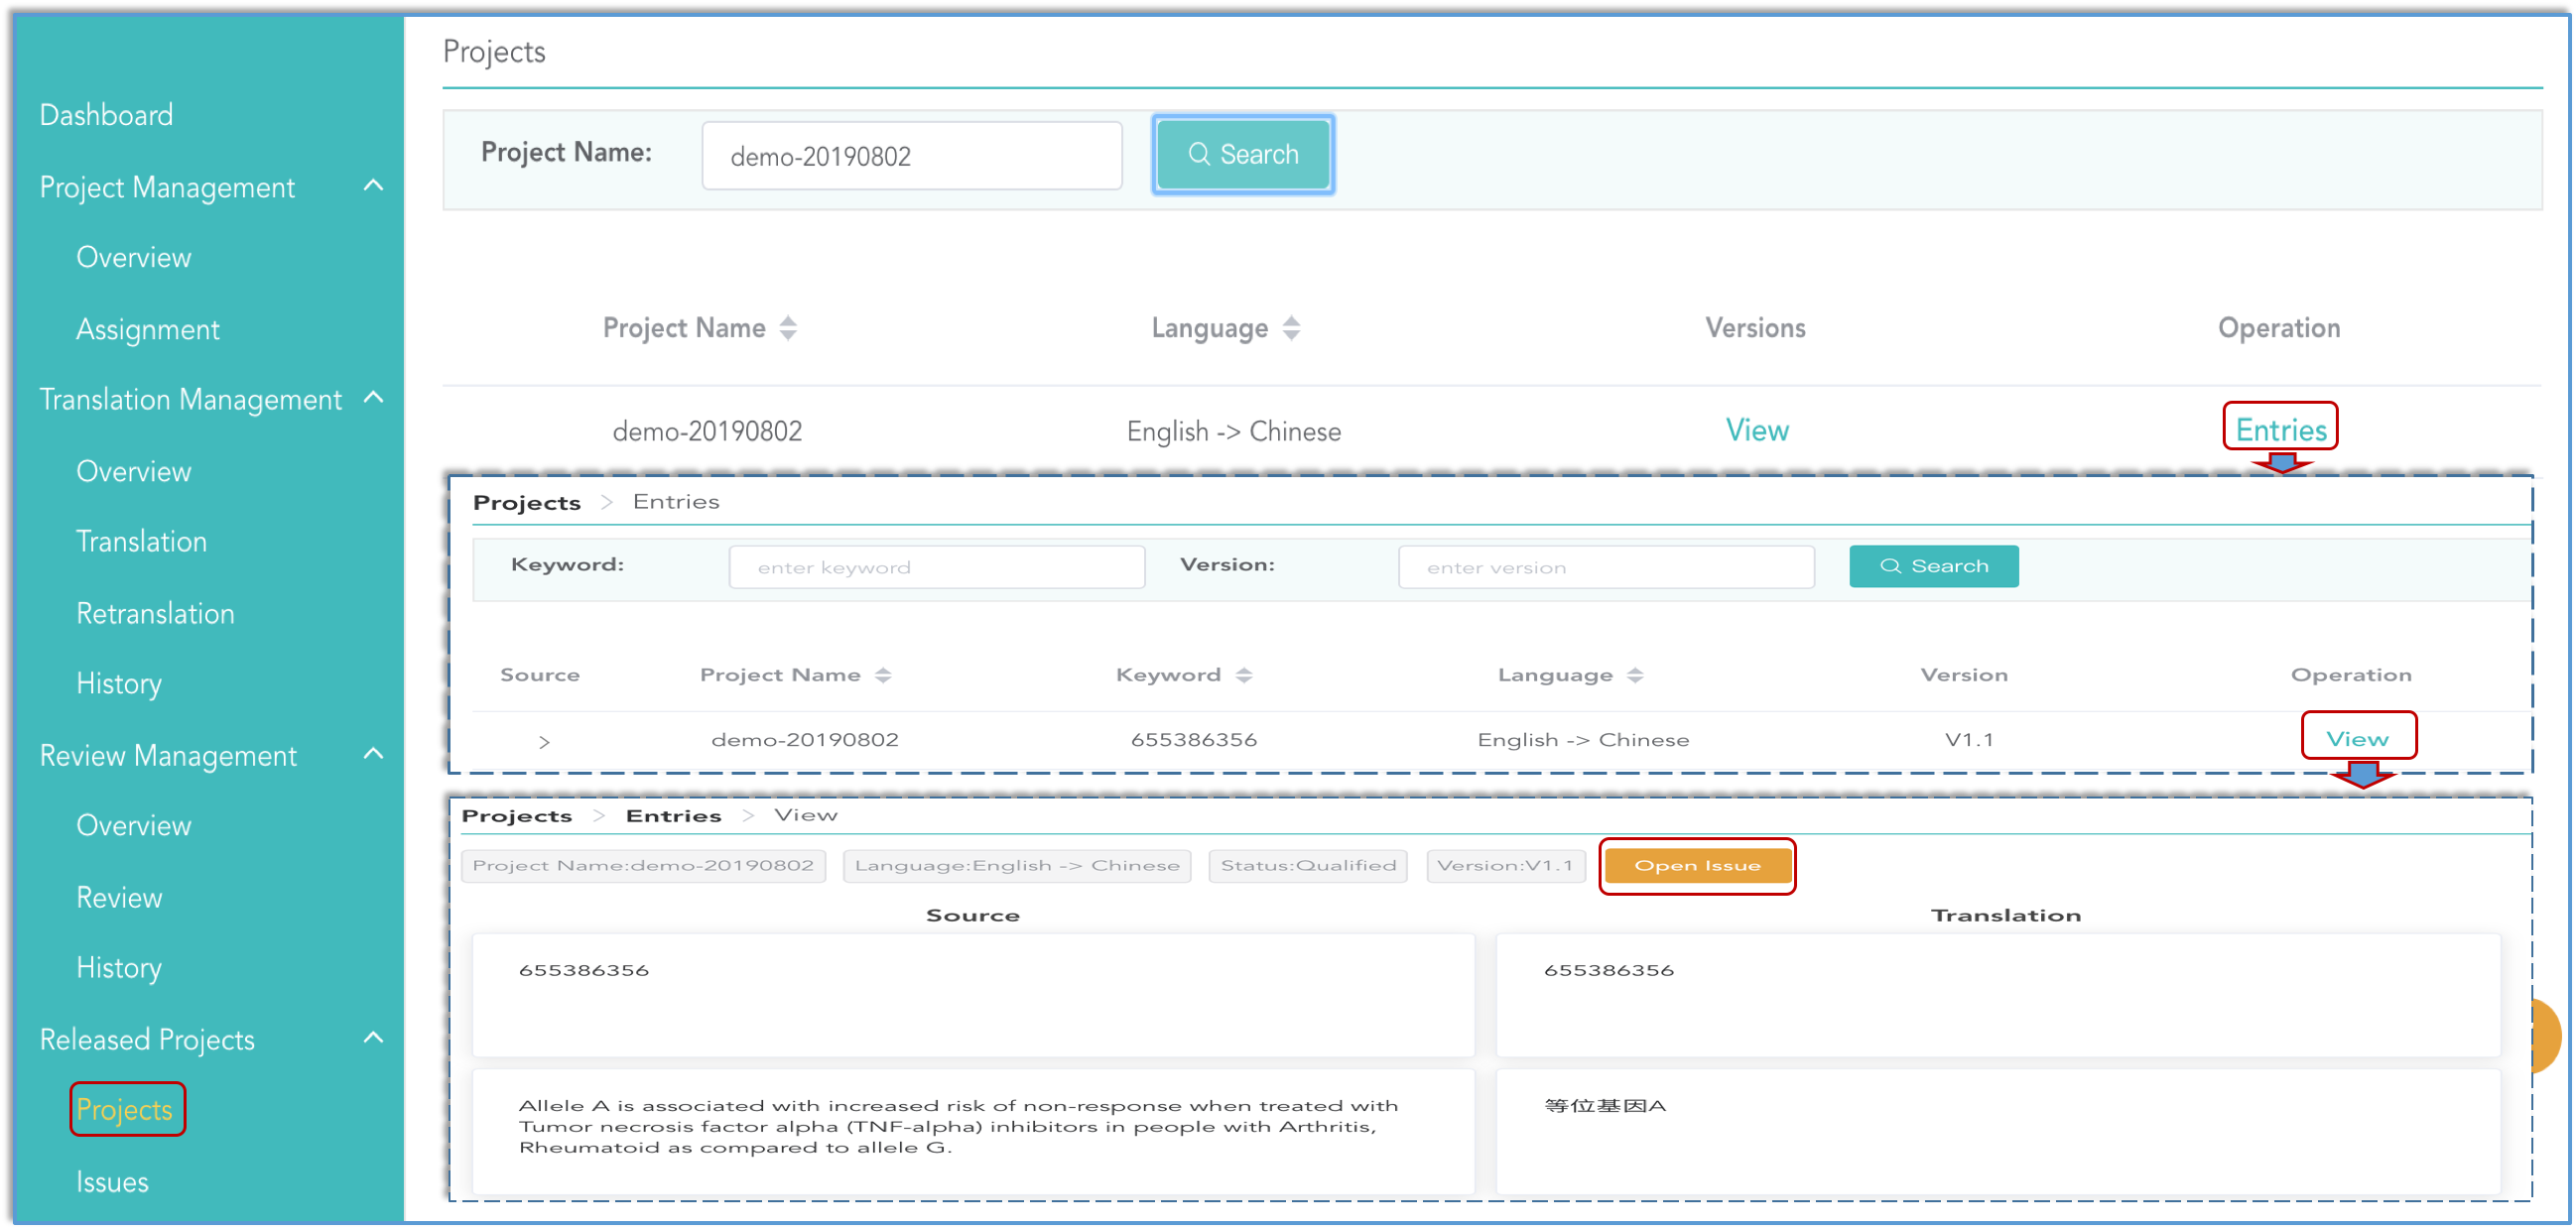 Dashboard
Project Management
Overview
Assignment
Translation Management
Overview
Translation
Retranslation
History
Review Management
Overview
Review
History
Released Projects
Projects
Issues
Projects
Project Name: demo-20190802 Search
Project Name Language Versions Operation
demo-20190802 English -> Chinese View Entries
Projects > Entries
Keyword: enter keyword Version: enter version Search
Source Project Name Keyword Language Version Operation
> demo-20190802 655386356 English -> Chinese V1.1 View
Projects > Entries > View
Project Name:demo-20190802 Language:English -> Chinese Status:Qualified Version:V1.1 Open Issue
Source Translation
655386356 655386356
Allele A is associated with increased risk of non-response when treated with
Tumor necrosis factor alpha (TNF-alpha) inhibitors in people with Arthritis,
Rheumatoid as compared to allele G.
等位基因A